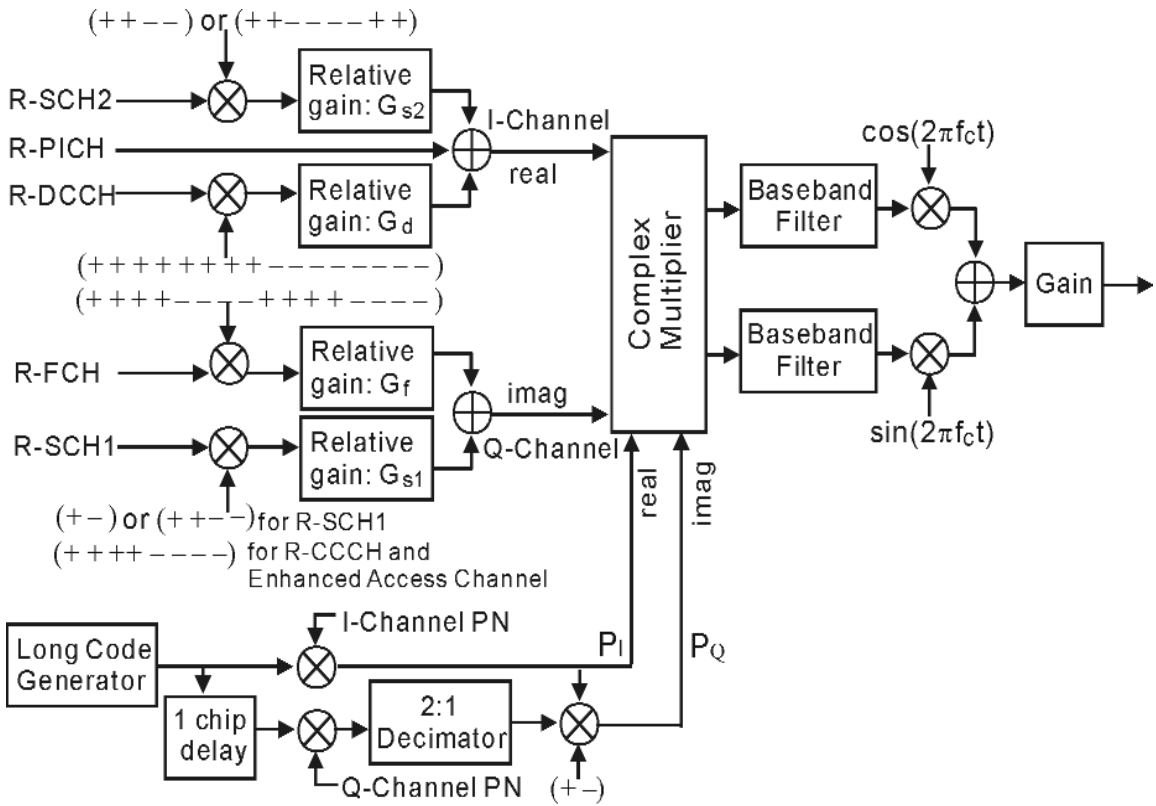 (++--) or (++----++)
R-SCH2
Relative
gain: Gs2
I-Channel
real
R-PICH
R-DCCH
Relative
gain: Gd
(++++++++--------)
(++++----++++----)
R-FCH
Relative
gain: Gf
imag
Q-Channel
R-SCH1
Relative
gain: Gs1
(+-) or (++--) for R-SCH1
(++++----) for R-CCCH and
Enhanced Access Channel
Complex
Multiplier
real
imag
Baseband
Filter
Baseband
Filter
cos(2πfct)
sin(2πfct)
Gain
Long Code
Generator
I-Channel PN
PI
PQ
1 chip
delay
2:1
Decimator
Q-Channel PN
(+-)